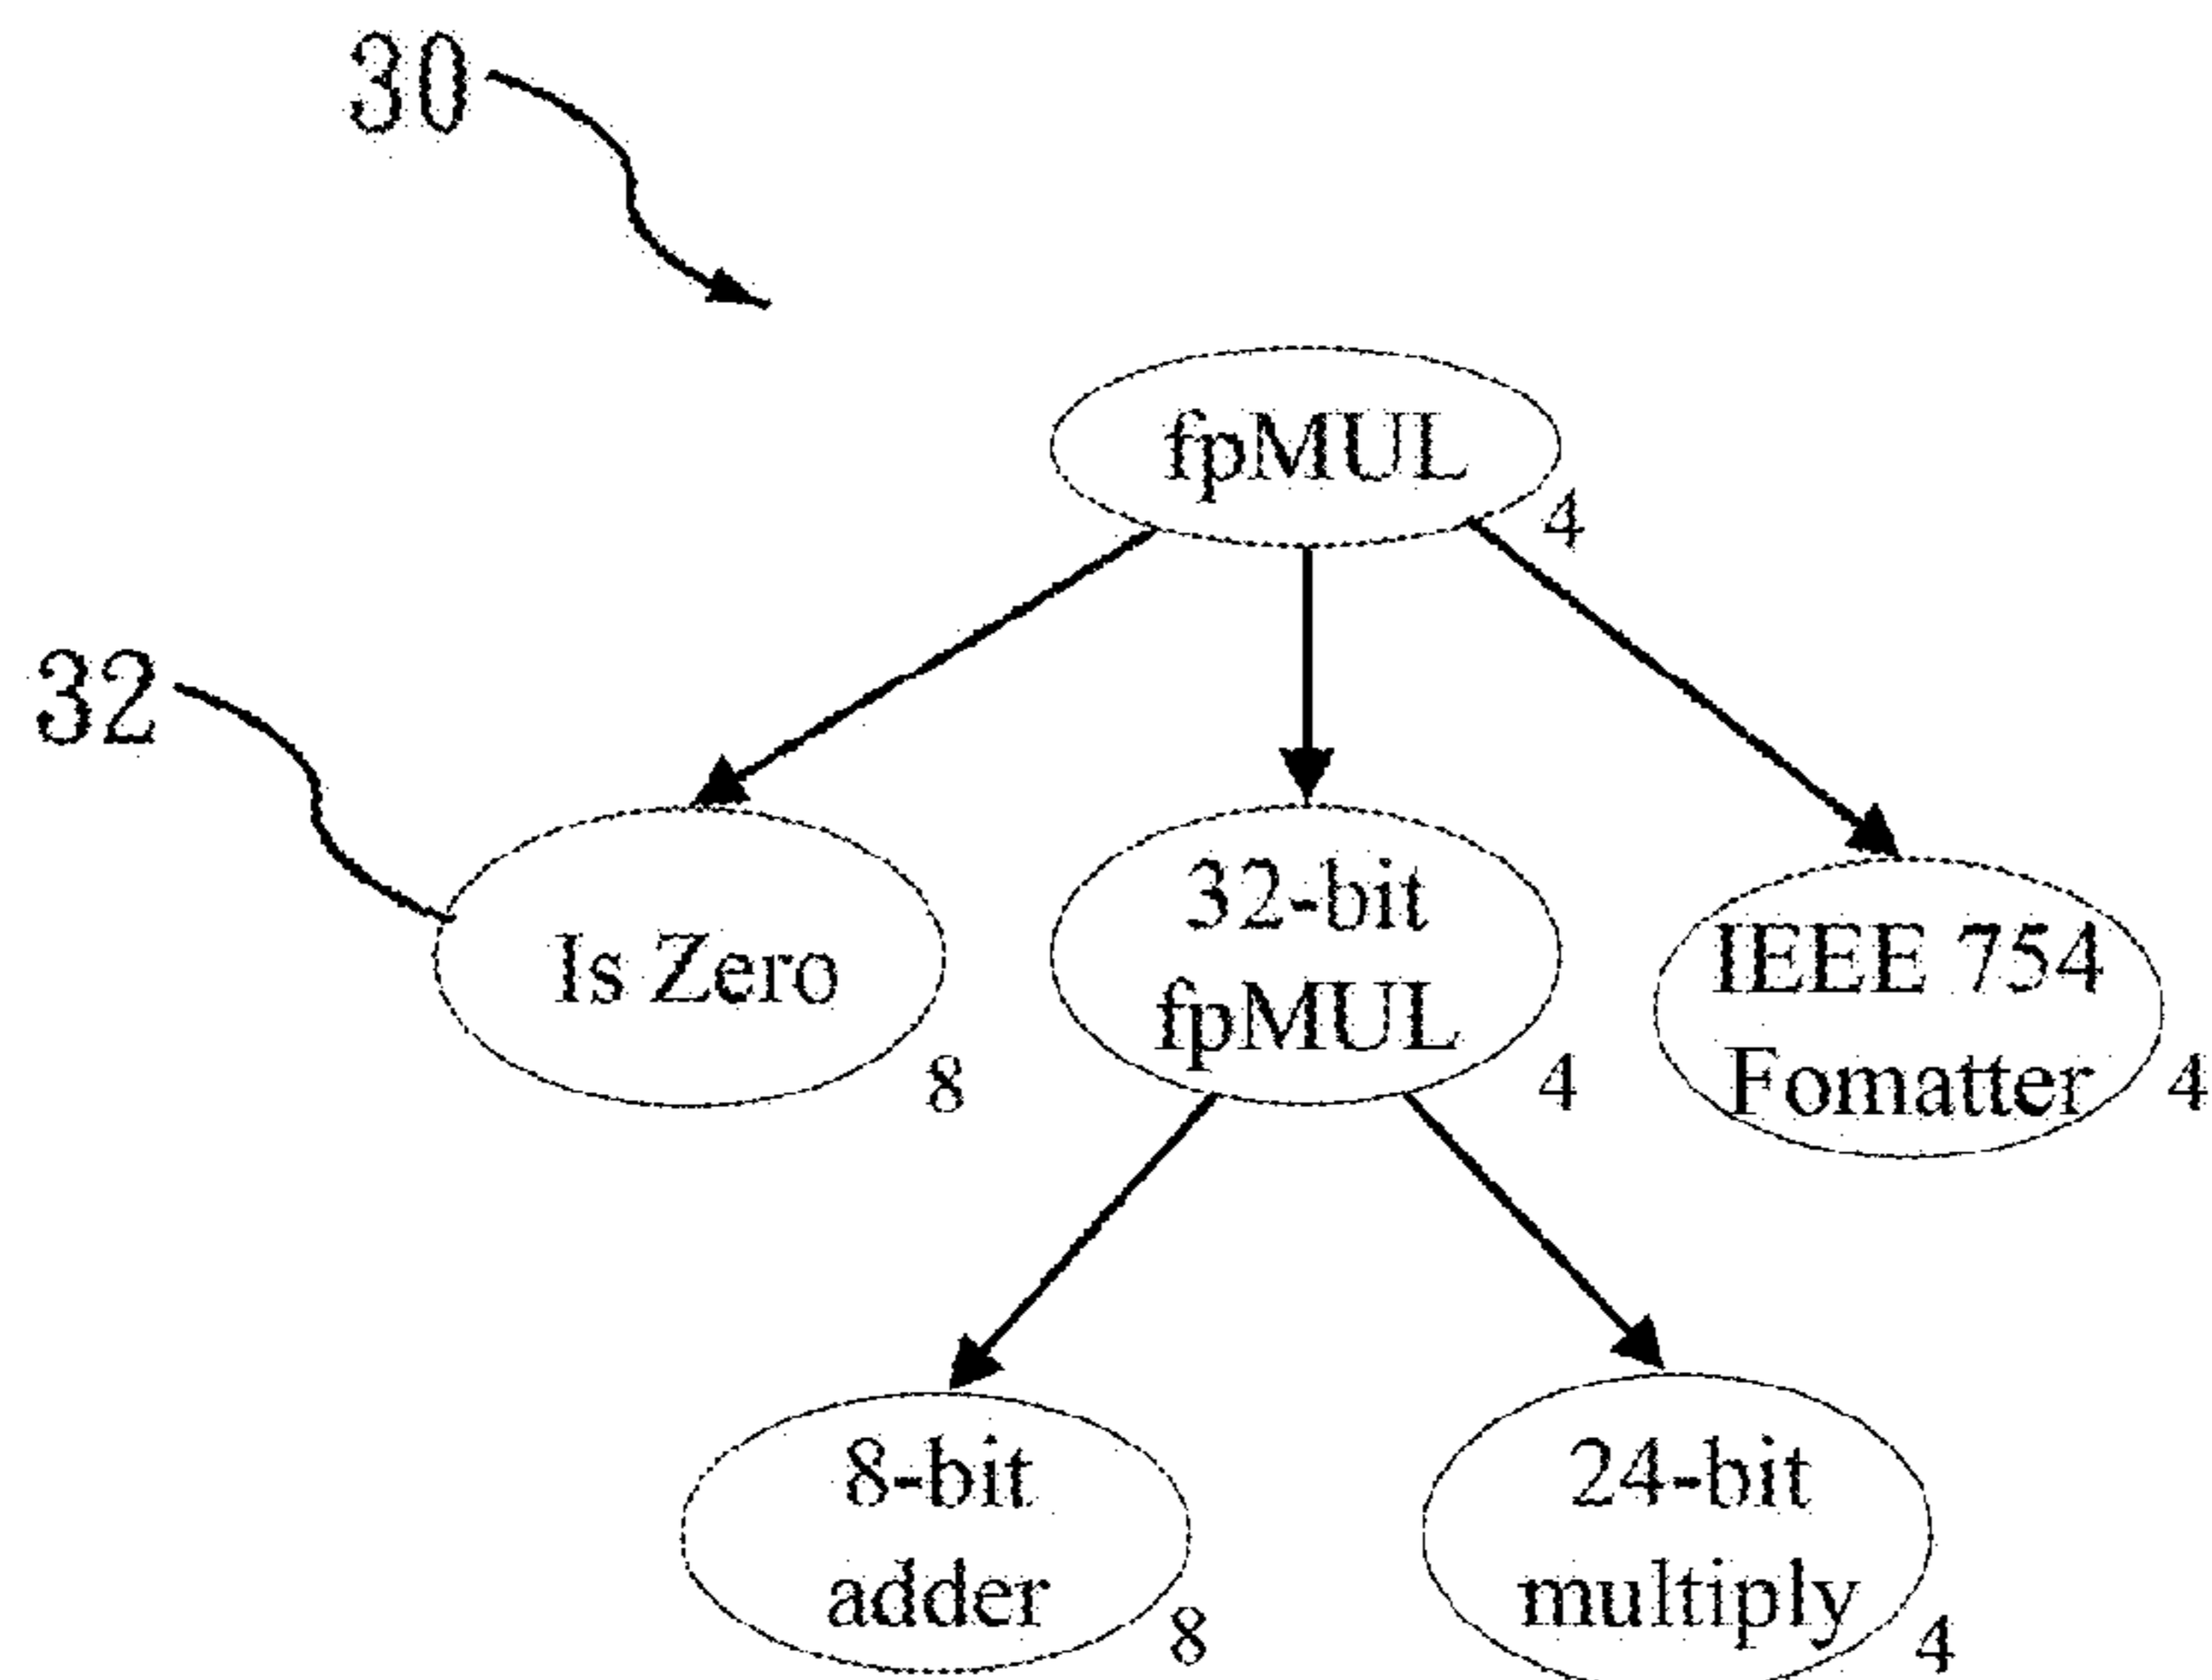 30
fpMUL
4
32
Is Zero
8
32-bit
fpMUL
4
IEEE 754
Fomatter
4
8-bit
adder
8
24-bit
multiply
4